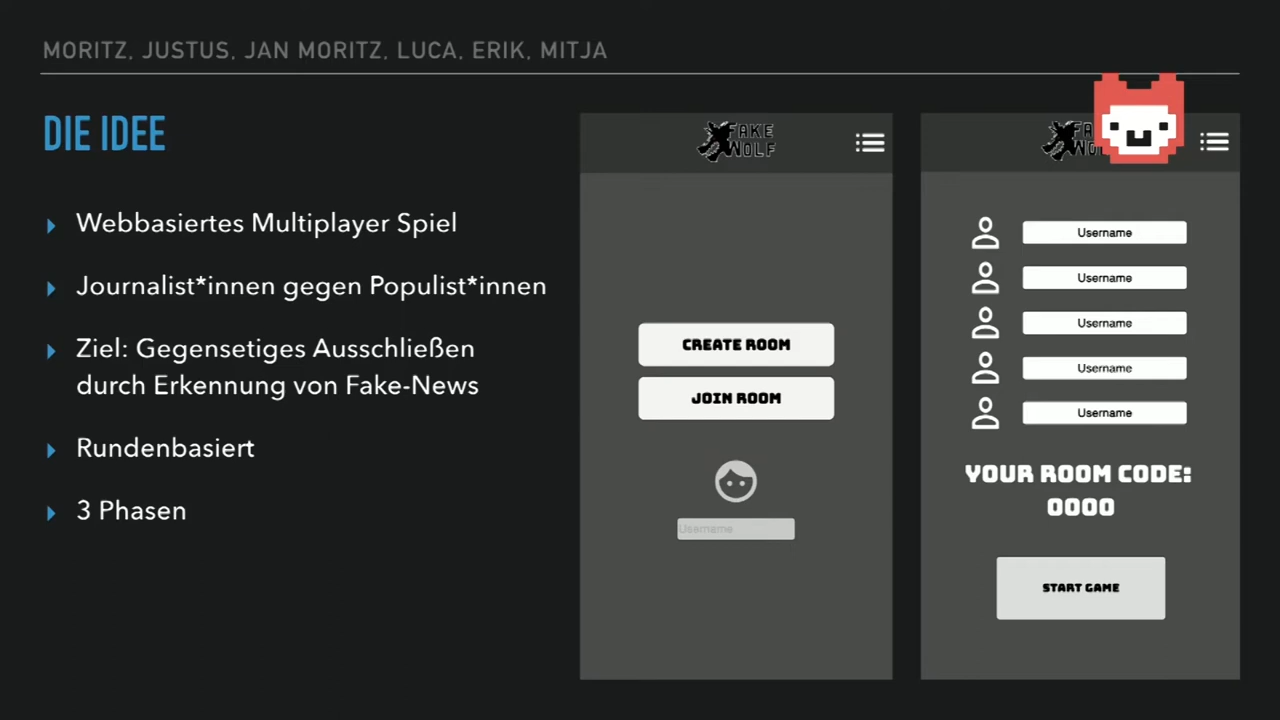 MORITZ, JUSTUS, JAN MORITZ, LUCA, ERIK, MITJA
DIE IDEE
Webbasiertes Multiplayer Spiel
Journalist*innen gegen Populist*innen
Ziel: Gegensetiges Ausschließen
durch Erkennung von Fake-News
Rundenbasiert
3 Phasen
FAKE
WOLF
CREATE ROOM
JOIN ROOM
Username
Username
Username
Username
Username
Username
YOUR ROOM CODE:
0000
START GAME